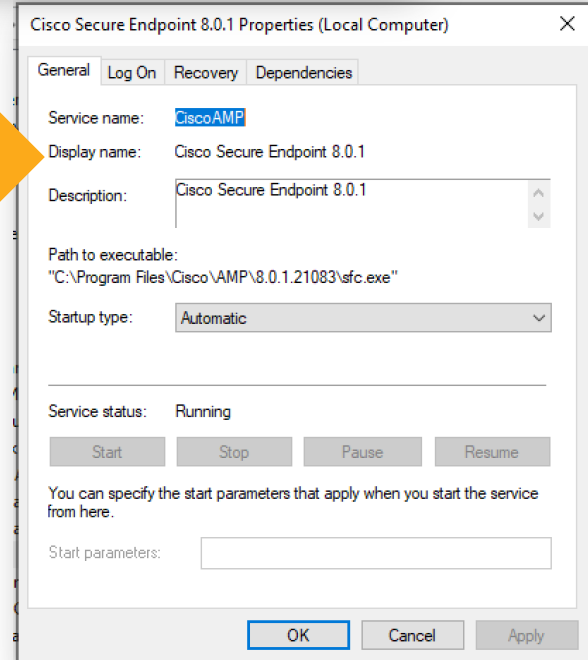 Cisco Secure Endpoint 8.0.1 Properties (Local Computer)
General Log On Recovery Dependencies
Service name: CiscoAMP
Display name: Cisco Secure Endpoint 8.0.1
Description: Cisco Secure Endpoint 8.0.1
Path to executable:
"C:\Program Files\Cisco\AMP\8.0.1.21083\sfc.exe"
Startup type: Automatic
Service status: Running
Start Stop Pause Resume
You can specify the start parameters that apply when you start the service
from here.
Start parameters:
OK Cancel Apply